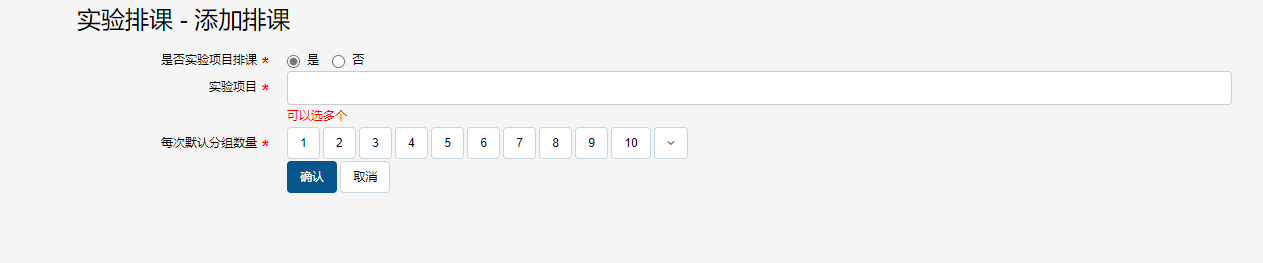 实验排课 - 添加排课
是否实验项目排课 * 是 否
实验项目 *
可以选多个
每次默认分组数量 * 1 2 3 4 5 6 7 8 9 10
确认 取消